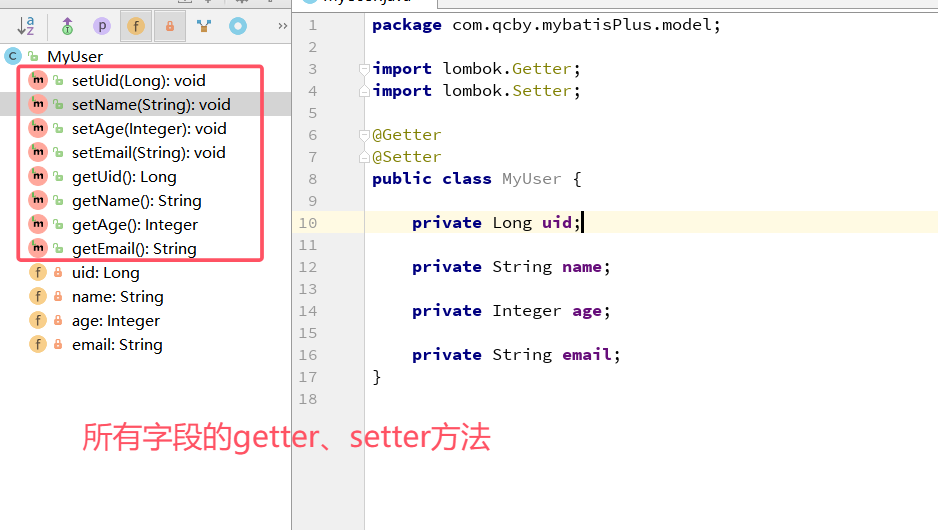 MyUser
setUid(Long): void
setName(String): void
setAge(Integer): void
setEmail(String): void
getUid(): Long
getName(): String
getAge(): Integer
getEmail(): String
uid: Long
name: String
age: Integer
email: String
1 package com.qcby.mybatisPlus.model;
2
3 import lombok.Getter;
4 import lombok.Setter;
5
6 @Getter
7 @Setter
8 public class MyUser {
9
10 private Long uid;
11
12 private String name;
13
14 private Integer age;
15
16 private String email;
17 }
18
所有字段的getter、setter方法